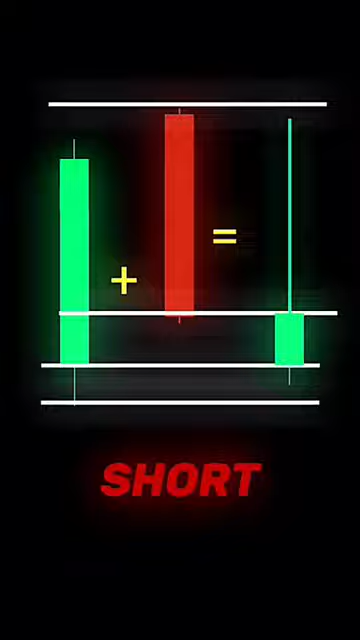 +
=
SHORT